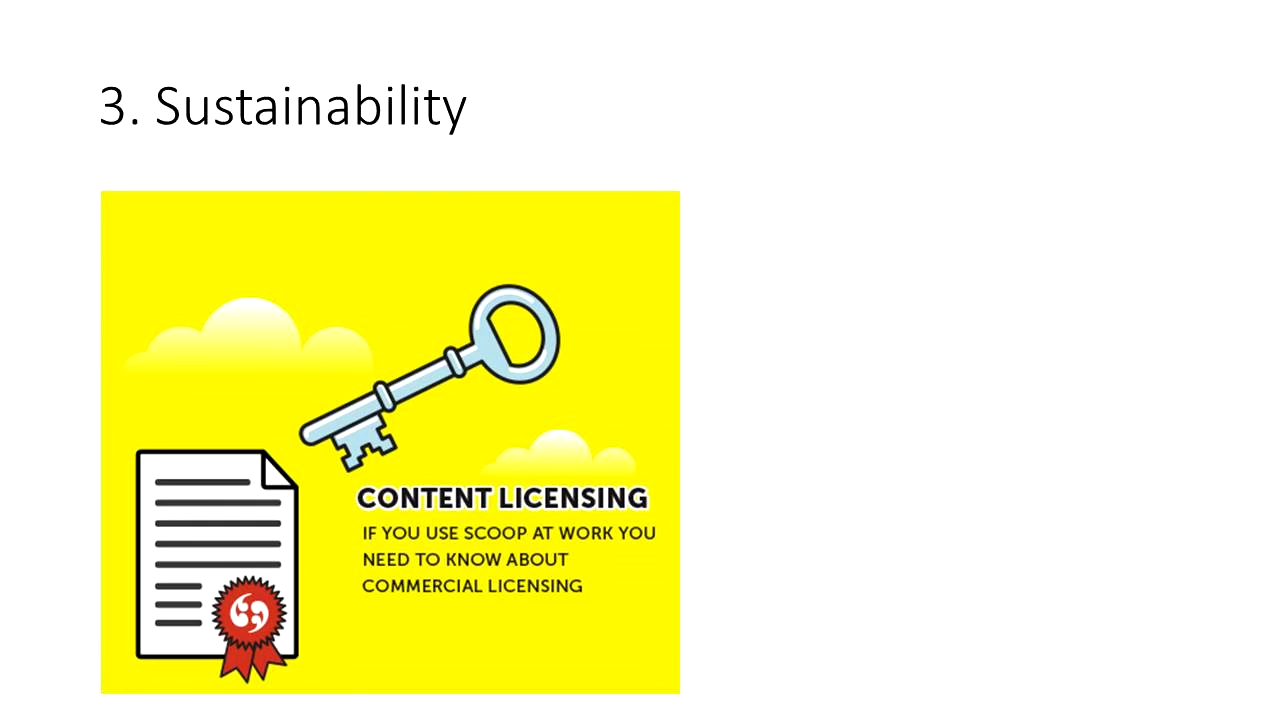 3. Sustainability
CONTENT LICENSING
IF YOU USE SCOOP AT WORK YOU
NEED TO KNOW ABOUT
COMMERCIAL LICENSING